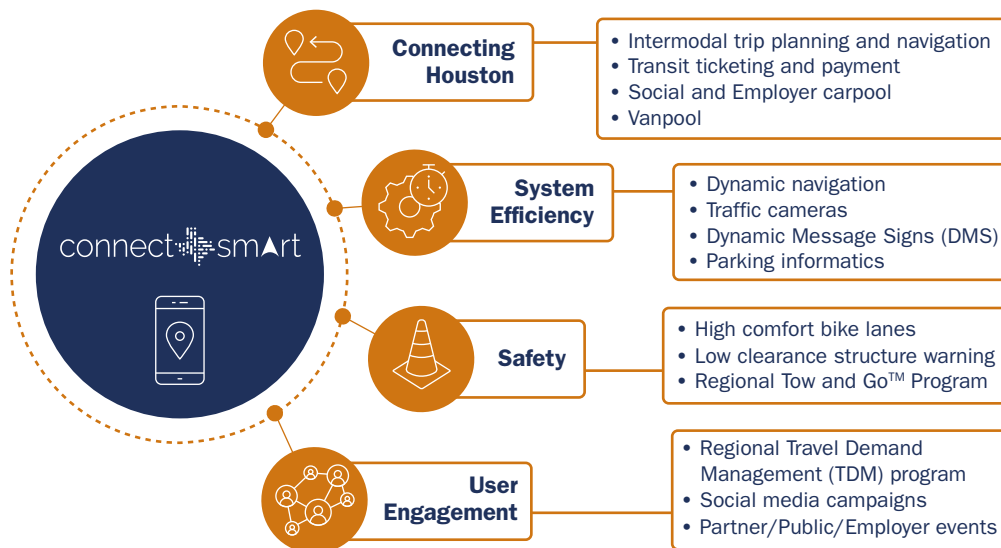 connect smart
Connecting
Houston
• Intermodal trip planning and navigation
• Transit ticketing and payment
• Social and Employer carpool
• Vanpool
System
Efficiency
• Dynamic navigation
• Traffic cameras
• Dynamic Message Signs (DMS)
• Parking informatics
Safety
• High comfort bike lanes
• Low clearance structure warning
• Regional Tow and Go™ Program
User
Engagement
• Regional Travel Demand
Management (TDM) program
• Social media campaigns
• Partner/Public/Employer events